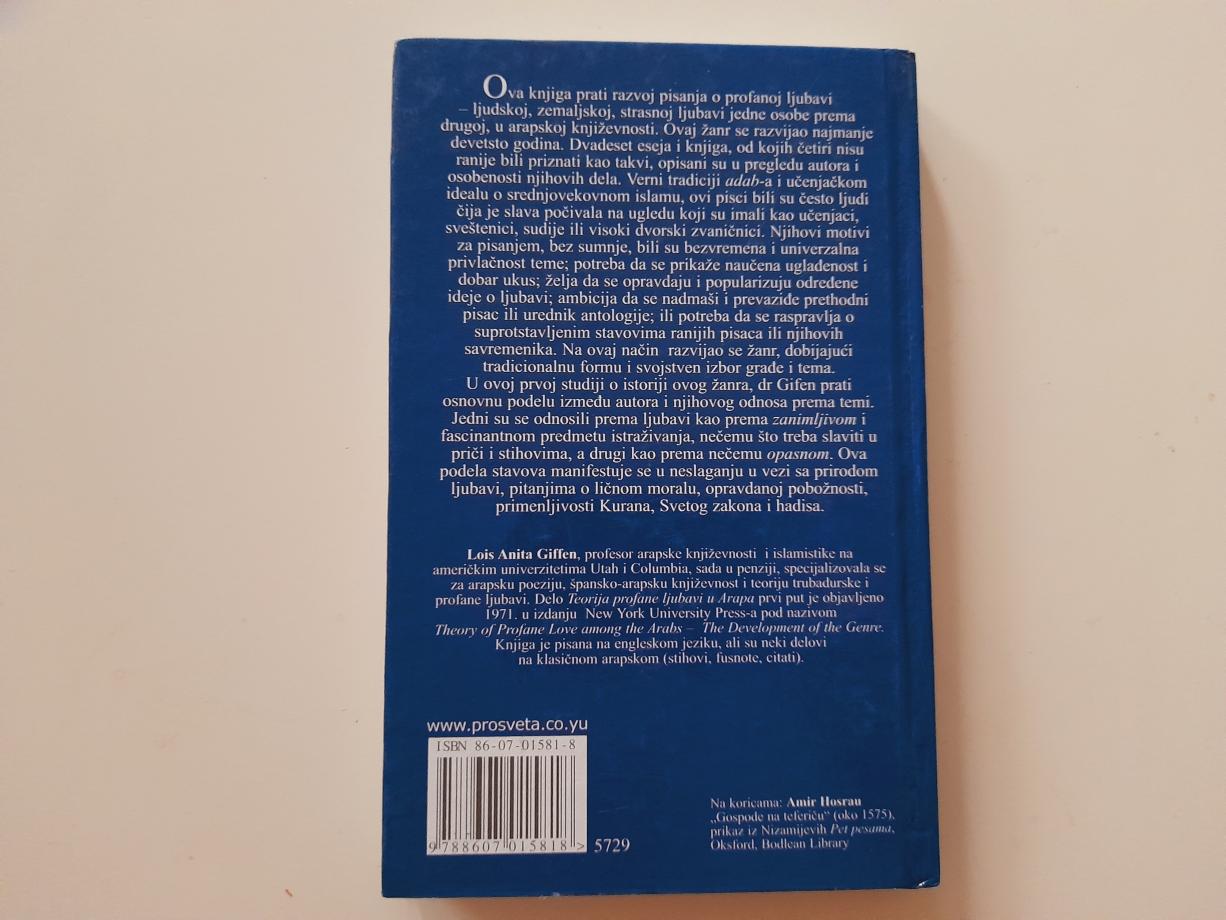 Ova knjiga prati razvoj pisanja o profanoj ljubavi
– ljudskoj, zemaljskoj, strasnoj ljubavi jedne osobe prema
drugoj, u arapskoj književnosti. Ovaj žanr se razvijao najmanje
devetsto godina. Dvadeset eseja i knjiga, od kojih četiri nisu
ranije bili priznati kao takvi, opisani su u pregledu autora i
osobenosti njihovih dela. Verni tradiciji adab-a i učenjačkom
idealu o srednjovekovnom islamu, ovi pisci bili su često ljudi
čija je slava počivala na ugledu koji su imali kao učenjaci,
sveštenici, sudije ili visoki dvorski zvaničnici. Njihovi motivi
za pisanjem, bez sumnje, bili su bezvremena i univerzalna
privlačnost teme; potreba da se prikaže naučena uglađenost i
dobar ukus; želja da se opravdaju i popularizuju određene
ideje o ljubavi; ambicija da se nadmaši i prevaziđe prethodni
pisac ili urednik antologije; ili potreba da se raspravlja o
suprotstavljenim stavovima ranijih pisaca ili njihovih
savremenika. Na ovaj način razvijao se žanr, dobijajući
tradicionalnu formu i svojstven izbor građe i tema.
U ovoj prvoj studiji o istoriji ovog žanra, dr Gifen prati
osnovnu podelu između autora i njihovog odnosa prema temi.
Jedni su se odnosili prema ljubavi kao prema zanimljivom i
fascinantnom predmetu istraživanja, nečemu što treba slaviti u
priči i stihovima, a drugi kao prema nečemu opasnom. Ova
podela stavova manifestuje se u neslaganju u vezi sa prirodom
ljubavi, pitanjima o ličnom moralu, opravdanoj pobožnosti,
primenljivosti Kurana, Svetog zakona i hadisa.
Lois Anita Giffen, profesor arapske književnosti i islamistike na
američkim univerzitetima Utah i Columbia, sada u penziji, specijalizovala se
za arapsku poeziju, špansko-arapsku književnost i teoriju trubadurske i
profane ljubavi. Delo Teorija profane ljubavi u Arapa prvi put je objavljeno
1971. u izdanju New York University Press-a pod nazivom
Theory of Profane Love among the Arabs – The Development of the Genre.
Knjiga je pisana na engleskom jeziku, ali su neki delovi
na klasičnom arapskom (stihovi, fusnote, citati).
www.prosveta.co.yu
ISBN 86-07-01581-8
9 788607 015818 > 5729
Na koricama: Amir Hosrau
„Gospođe na teferiču“ (oko 1575),
prikaz iz Nizamijevih Pet pesama,
Oksford, Bodlean Library